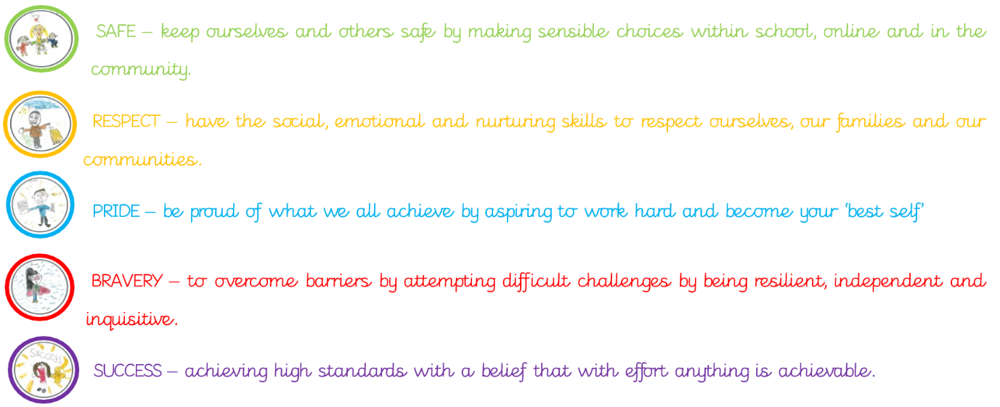 SAFE – keep ourselves and others safe by making sensible choices within school, online and in the
community.
RESPECT – have the social, emotional and nurturing skills to respect ourselves, our families and our
communities.
PRIDE – be proud of what we all achieve by aspiring to work hard and become your ‘best self’
BRAVERY – to overcome barriers by attempting difficult challenges by being resilient, independent and
inquisitive.
Success
SUCCESS – achieving high standards with a belief that with effort anything is achievable.